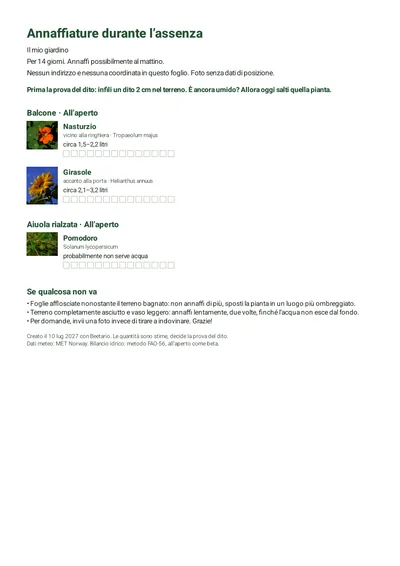 Annaffiature durante l'assenza
Il mio giardino
Per 14 giorni. Annaffi possibilmente al mattino.
Nessun indirizzo e nessuna coordinata in questo foglio. Foto senza dati di posizione.
Prima la prova del dito: infili un dito 2 cm nel terreno. È ancora umido? Allora oggi salti quella pianta.
Balcone · All'aperto
Nasturzio
vicino alla ringhiera · Tropaeolum majus
circa 1,5–2,2 litri
Girasole
accanto alla porta · Helianthus annuus
circa 2,1–3,2 litri
Aiuola rialzata · All'aperto
Pomodoro
Solanum lycopersicum
probabilmente non serve acqua
Se qualcosa non va
• Foglie afflosciate nonostante il terreno bagnato: non annaffi di più, sposti la pianta in un luogo più ombreggiato.
• Terreno completamente asciutto e vaso leggero: annaffi lentamente, due volte, finché l'acqua non esce dal fondo.
• Per domande, invii una foto invece di tirare a indovinare. Grazie!
Creato il 10 lug 2027 con Beetario. Le quantità sono stime, decide la prova del dito.
Dati meteo: MET Norway. Bilancio idrico: metodo FAO-56, all'aperto come beta.